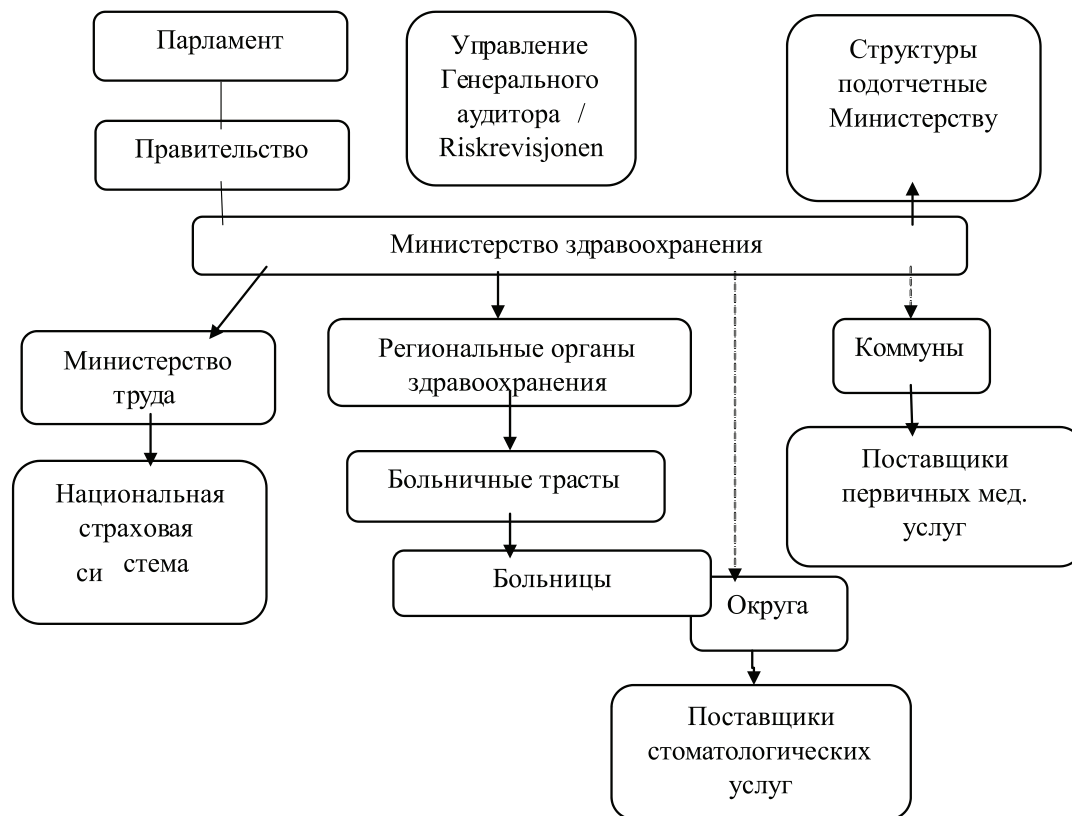 Парламент
Управление
Генерального
аудитора /
Riskrevisjonen
Структуры
подотчетные
Министерству
Правительство
Министерство здравоохранения
Министерство
труда
Региональные органы
здравоохранения
Коммуны
Национальная
страховая
си стема
Больничные трасты
Поставщики
первичных мед.
услуг
Больницы
Округа
Поставщики
стоматологических
услуг